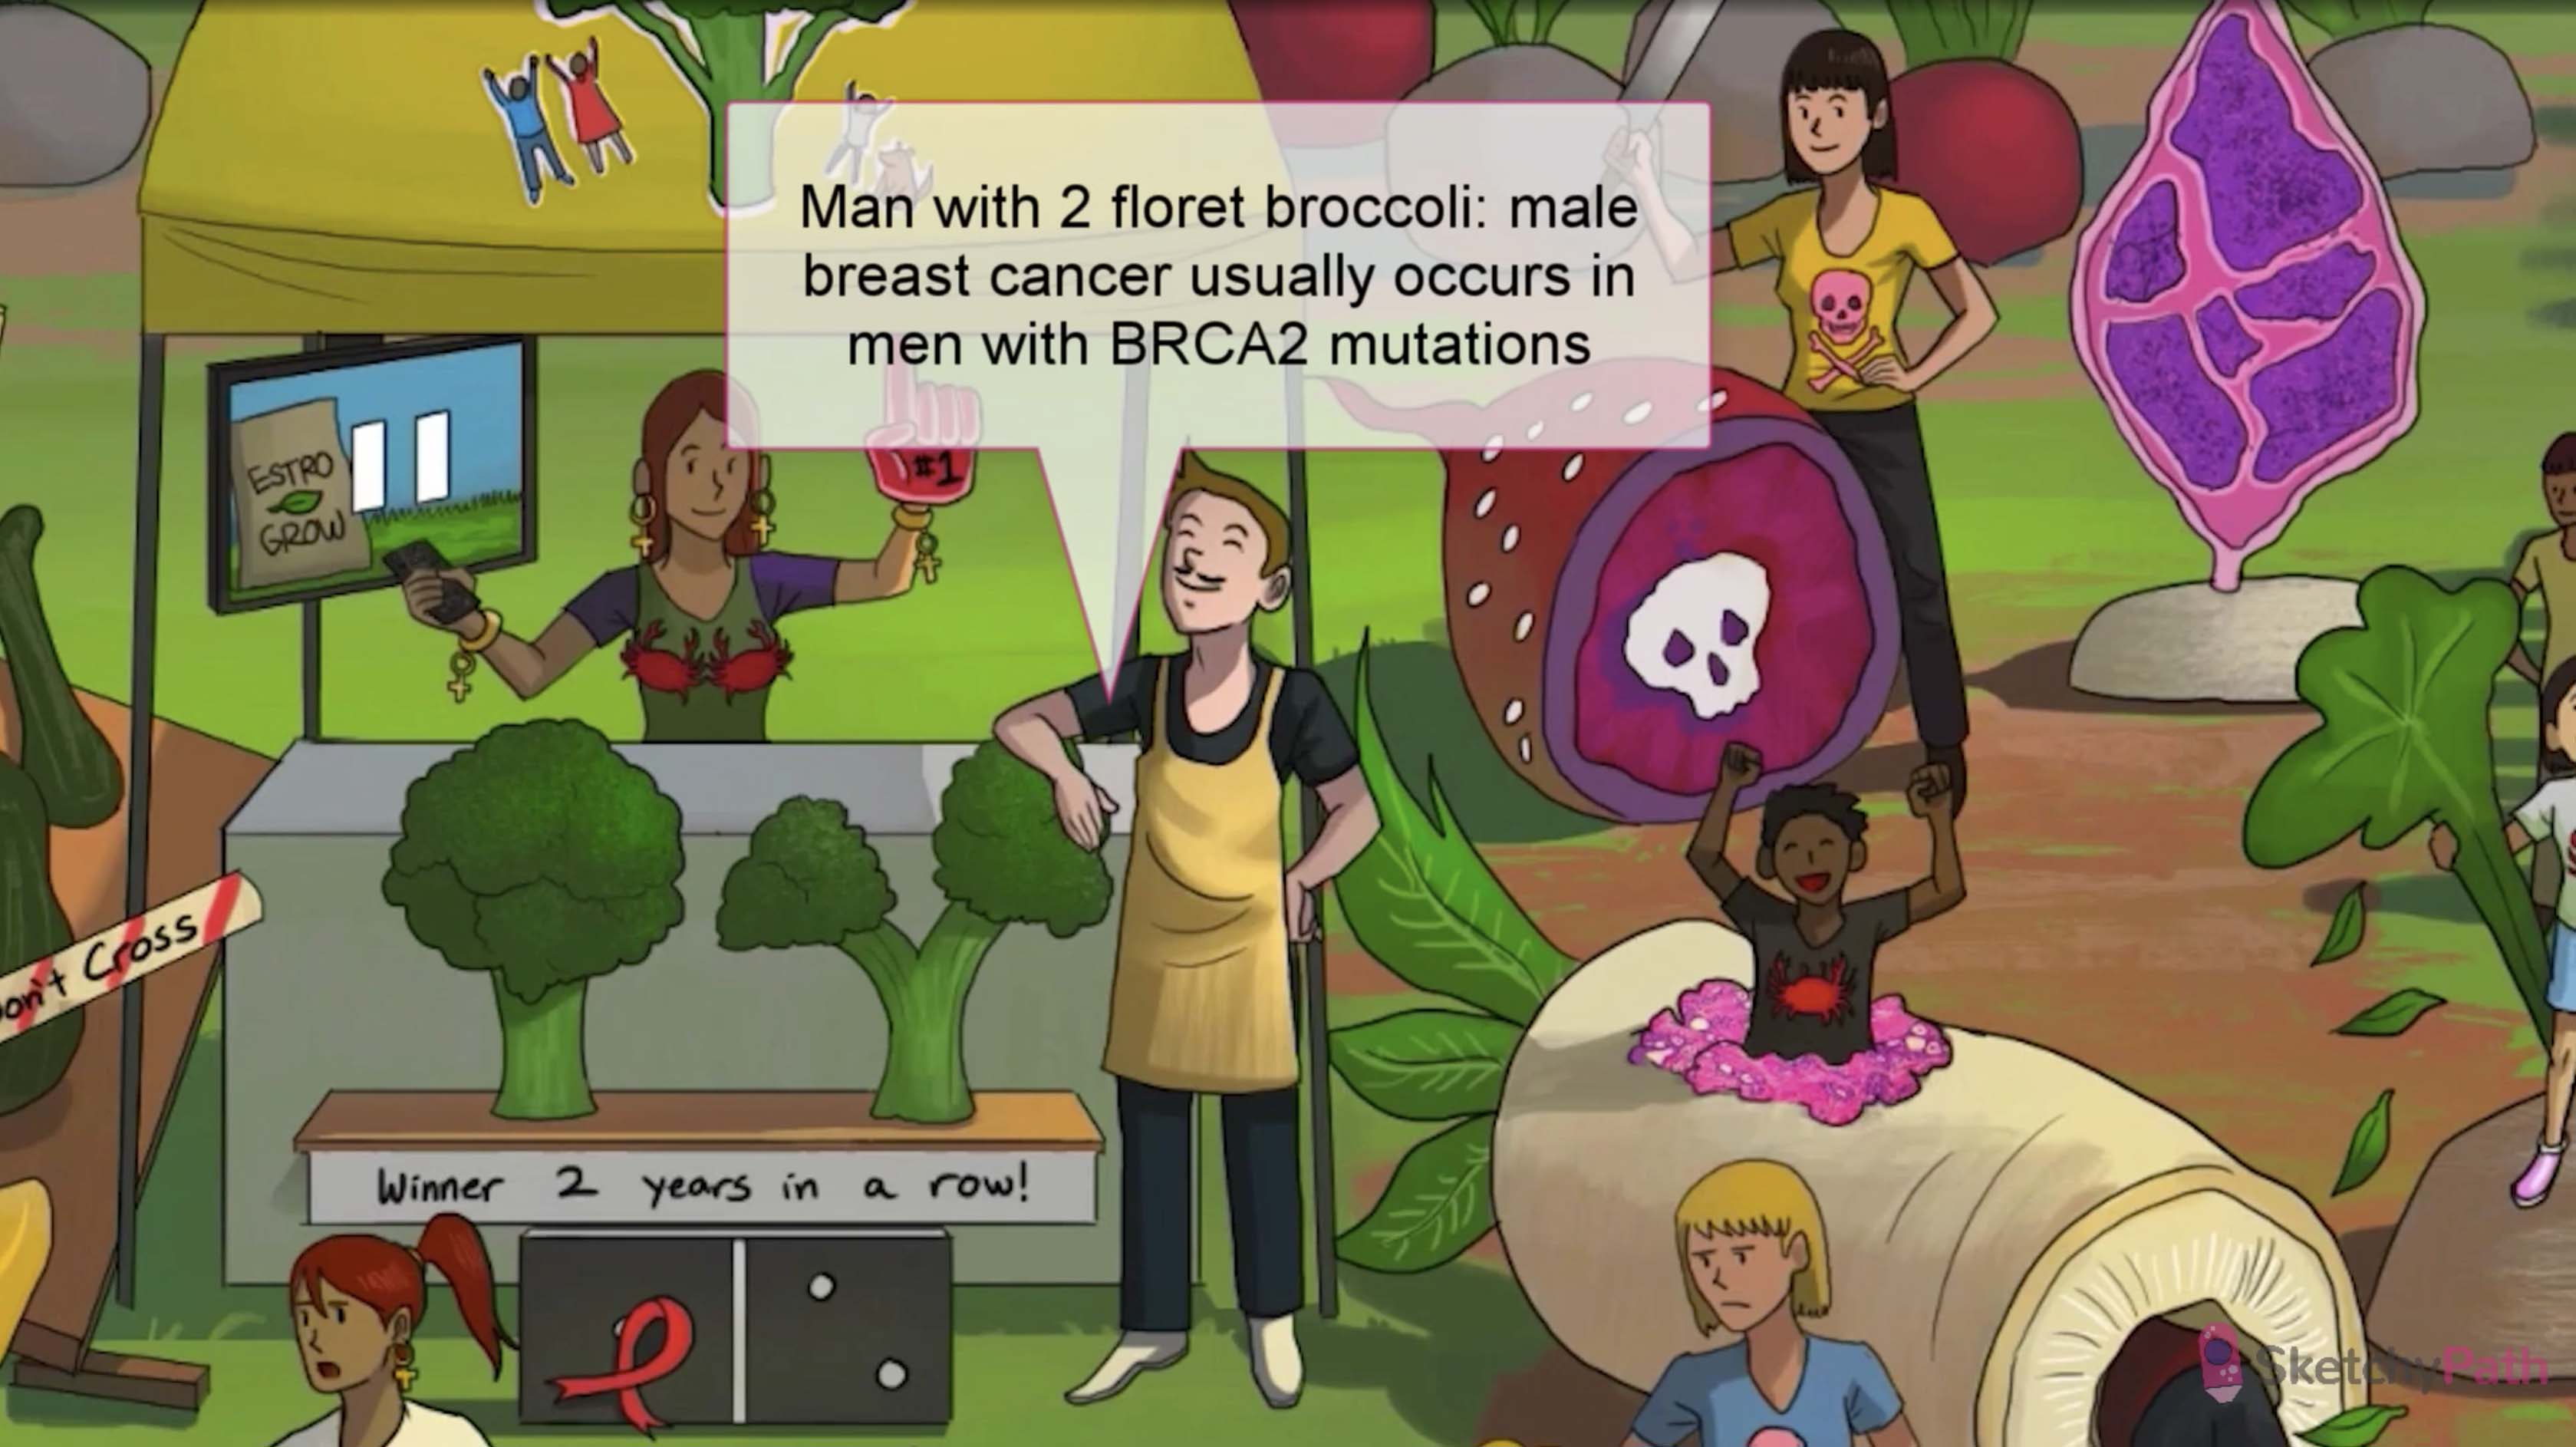 Man with 2 floret broccoli: male
breast cancer usually occurs in
men with BRCA2 mutations
ESTRO
GROW
#1
on't Cross
Winner 2 years in a row!
SketchyPath